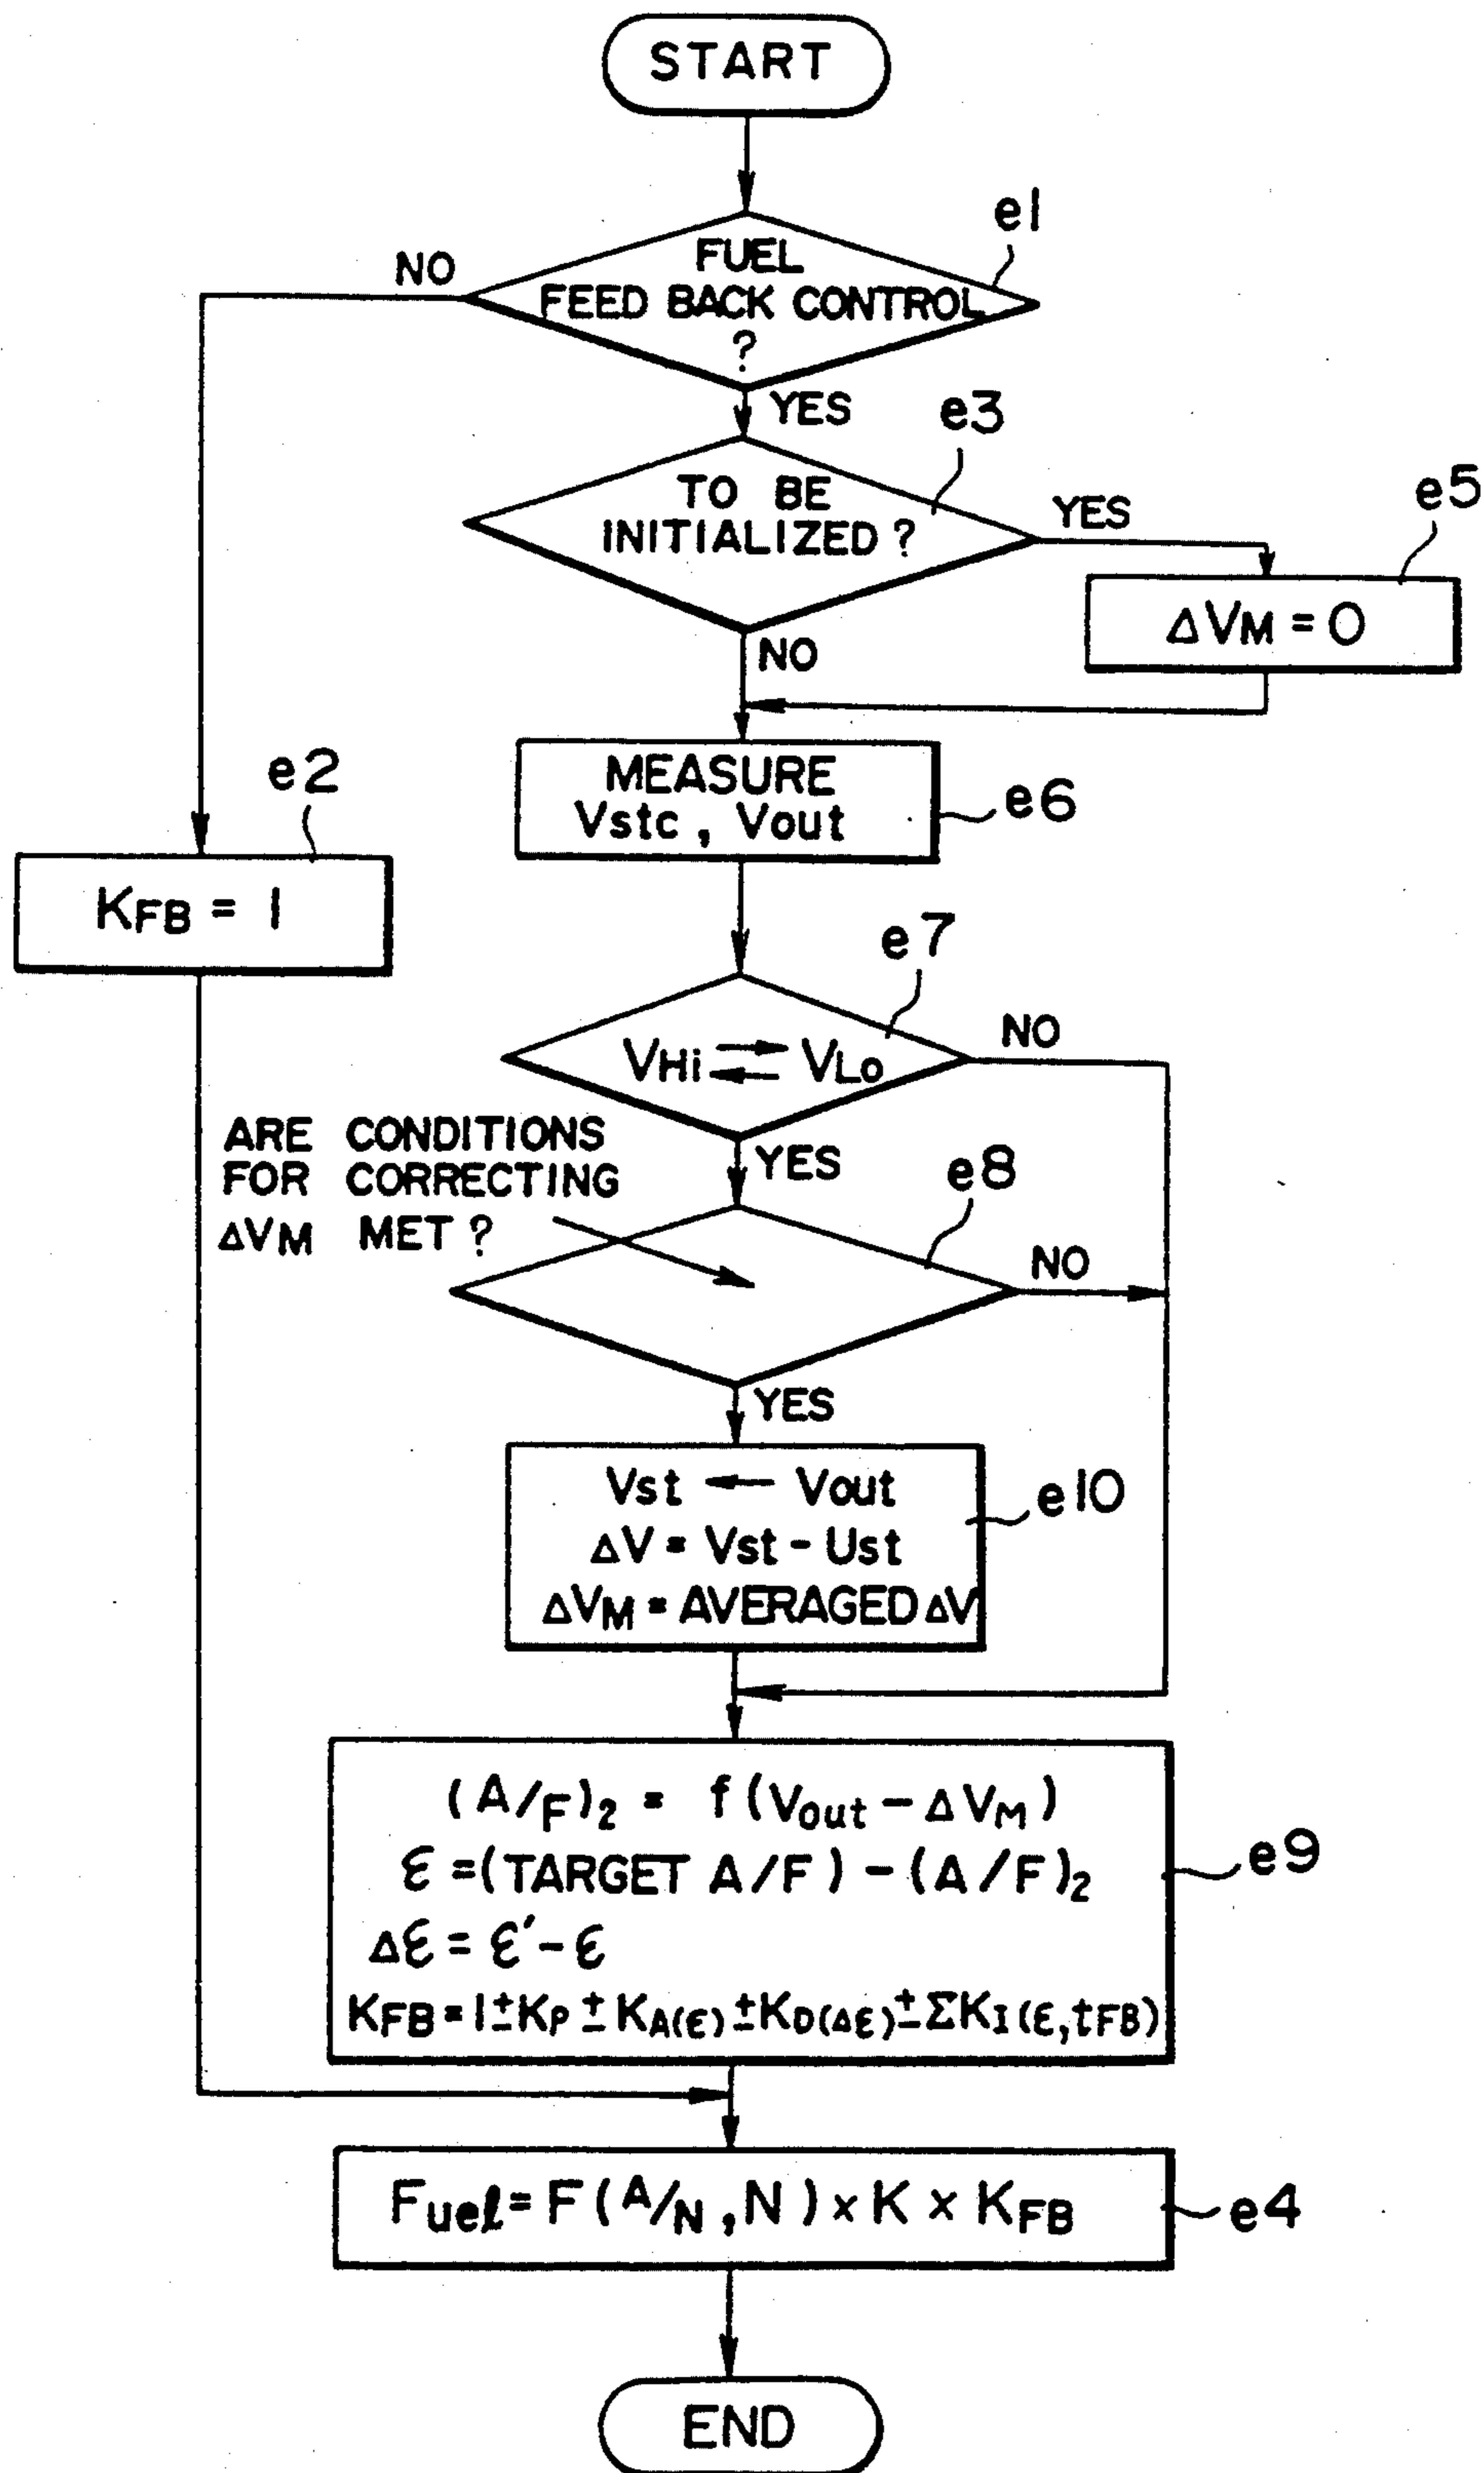 START
e1
NO
FUEL
FEED BACK CONTROL
?
YES
e3
TO BE
INITIALIZED ?
YES
e5
ΔVM = 0
NO
MEASURE
Vstc , Vout
e6
e2
KFB = 1
e7
VHi ⇄ VLo
NO
YES
ARE CONDITIONS
FOR CORRECTING
ΔVM MET ?
e8
NO
YES
Vst ← Vout
ΔV = Vst - Ust
ΔVM = AVERAGED ΔV
e10
(A/F)2 = f(Vout - ΔVM)
ε = (TARGET A/F) - (A/F)2
Δε = ε' - ε
KFB = 1 ± KP ± KA(ε) ± KD(Δε) ± ΣKI(ε, tFB)
e9
Fuel = F(A/N, N) x K x KFB
e4
END